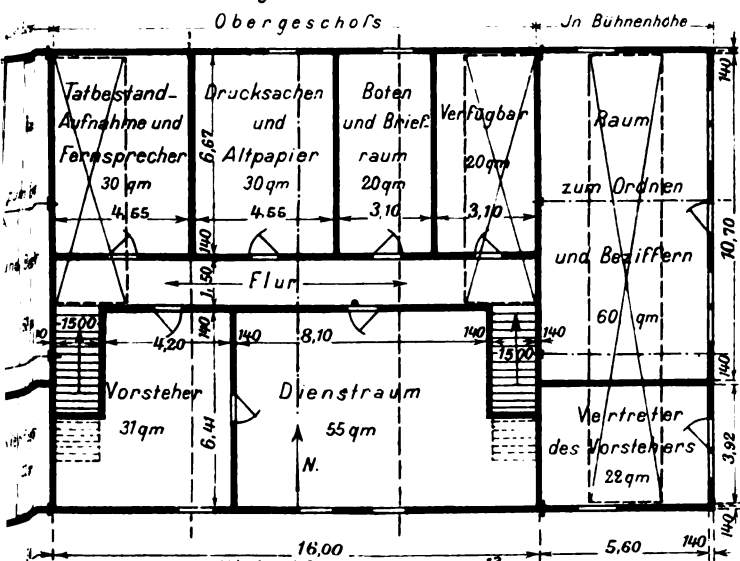 Obergeschoſs
Jn Bühnenhöhe
Tatbestand-
Aufnahme und
Fernsprecher
30 qm
4,65
Drucksachen
und
Altpapier
30 qm
4,66
6,67
140
Boten
und Brief-
raum
20 qm
3,10
Verfügbar
20 qm
3,10
Raum
zum Ordnen
und Beziffern
60 qm
140
10,70
140
Flur
1,50
1500
140
4,20
140
8,10
140
1500
140
Vorsteher
31 qm
6,41
Dienstraum
55 qm
N.
Vertreter
des Vorstehers
22 qm
3,92
140
16,00
5,60
140